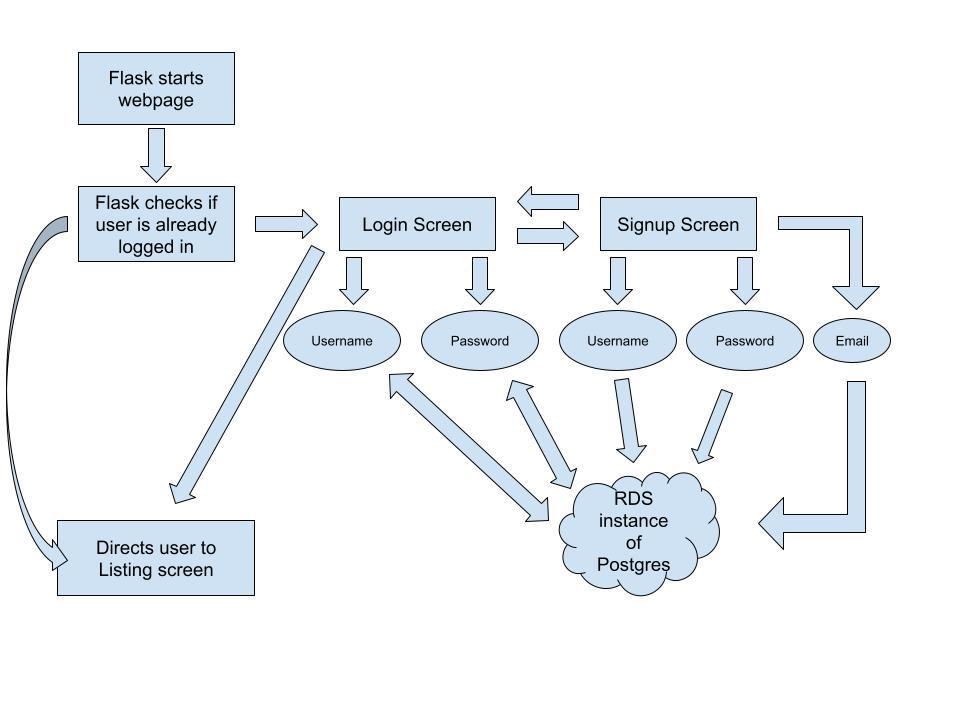 Flask starts
webpage
Flask checks if
user is already
logged in
Login Screen
Signup Screen
Username
Password
Username
Password
Email
RDS
instance
of
Postgres
Directs user to
Listing screen